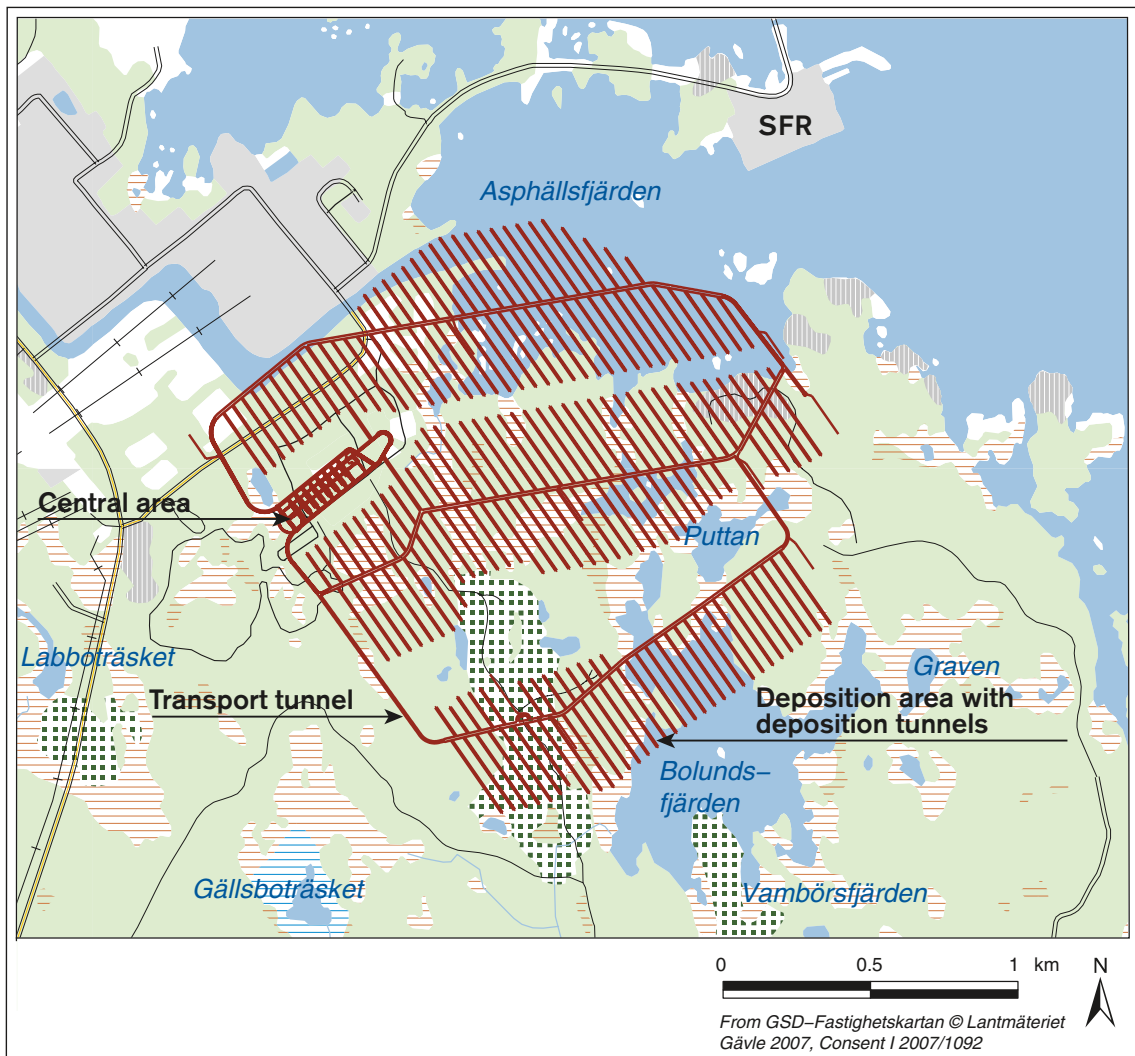 SFR
Asphällsfjärden
Central area
Puttan
Labboträsket
Graven
Transport tunnel
Deposition area with
deposition tunnels
Bolunds–
fjärden
Gällsboträsket
Vambörsfjärden
0 0.5 1 km N
From GSD–Fastighetskartan © Lantmäteriet
Gävle 2007, Consent I 2007/1092